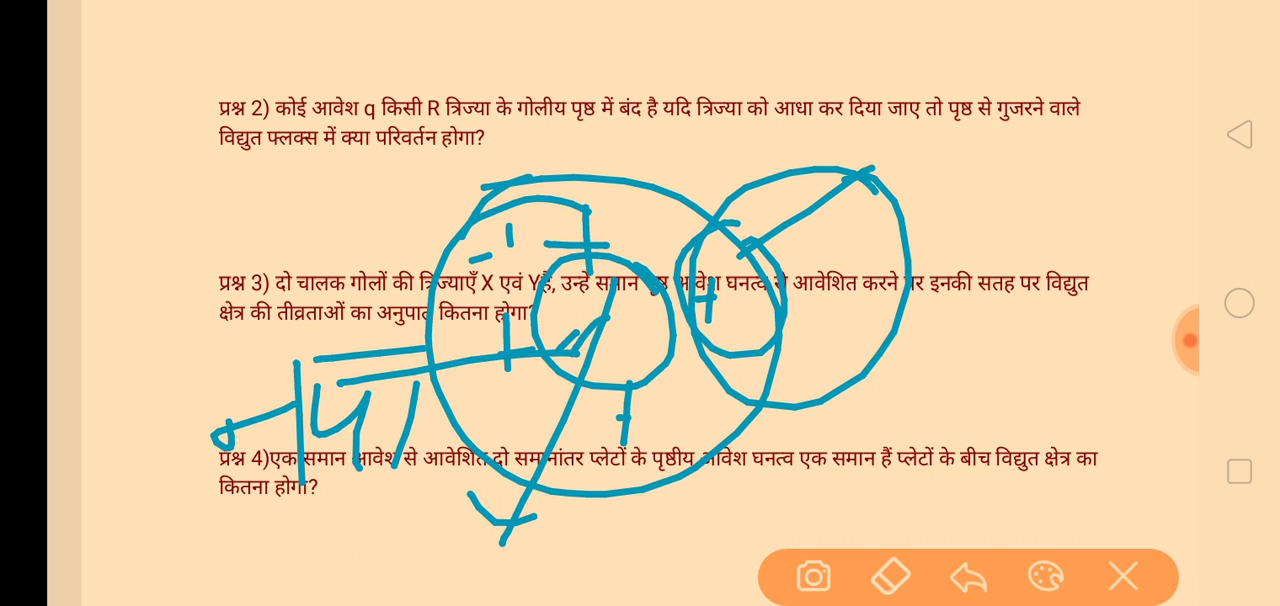 प्रश्न 2) कोई आवेश q किसी R त्रिज्या के गोलीय पृष्ठ में बंद है यदि त्रिज्या को आधा कर दिया जाए तो पृष्ठ से गुजरने वाले
विद्युत फ्लक्स में क्या परिवर्तन होगा?
प्रश्न 3) दो चालक गोलों की त्रिज्याएँ X एवं Y है, उन्हे समान पृष्ठ आवेश घनत्व से आवेशित करने पर इनकी सतह पर विद्युत
क्षेत्र की तीव्रताओं का अनुपात कितना होगा?
प्रश्न 4)एक समान आवेश से आवेशित दो समानांतर प्लेटों के पृष्ठीय आवेश घनत्व एक समान हैं प्लेटों के बीच विद्युत क्षेत्र का
कितना होगा?